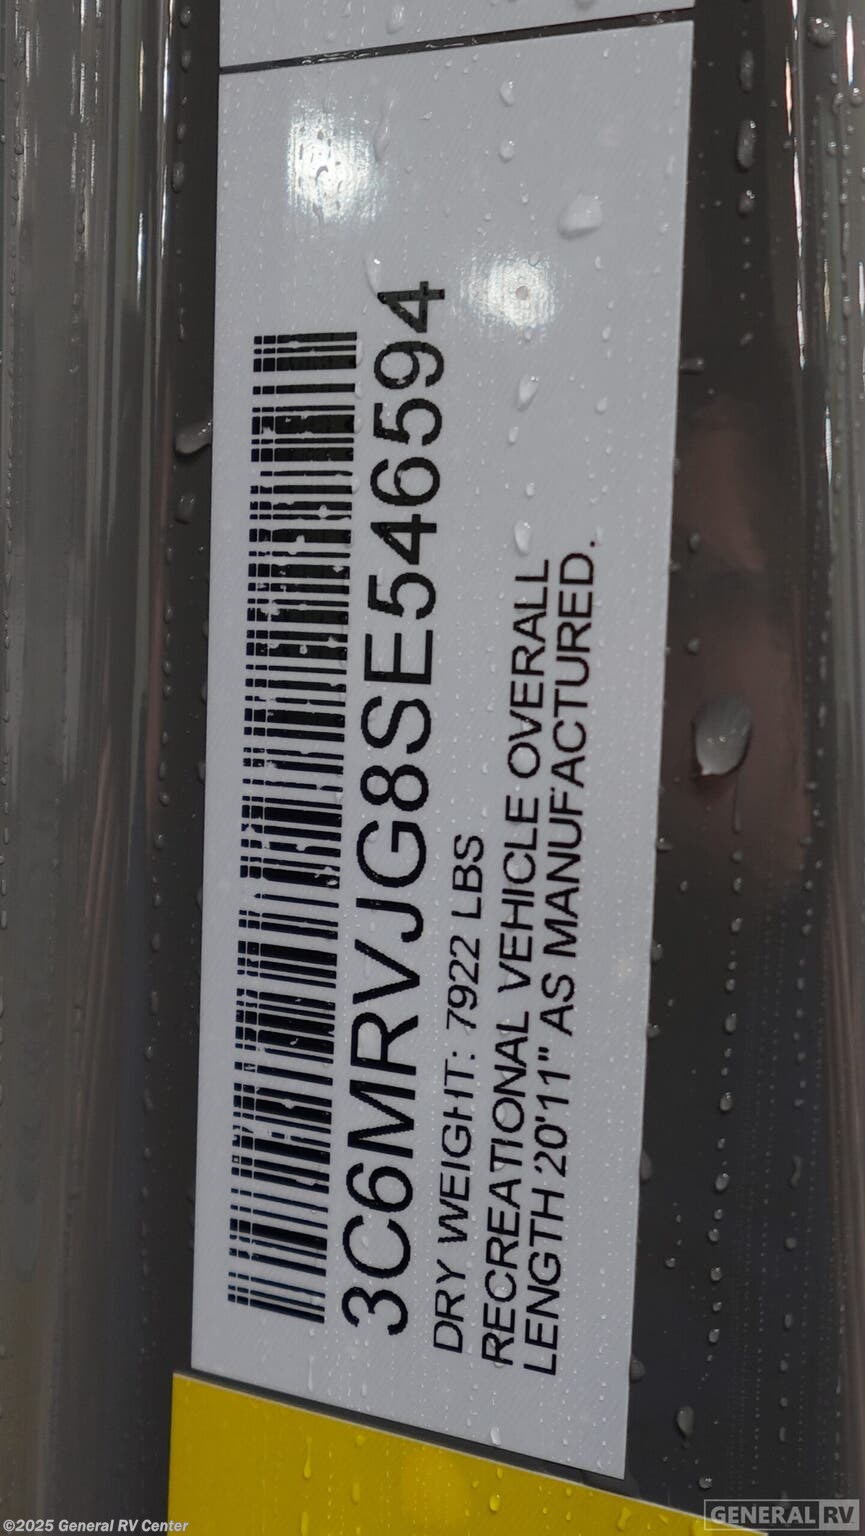 3C6MRVJG8SE546594
DRY WEIGHT: 7922 LBS
RECREATIONAL VEHICLE OVERALL
LENGTH 20'11" AS MANUFACTURED.
©2025 General RV Center
GENERAL RV